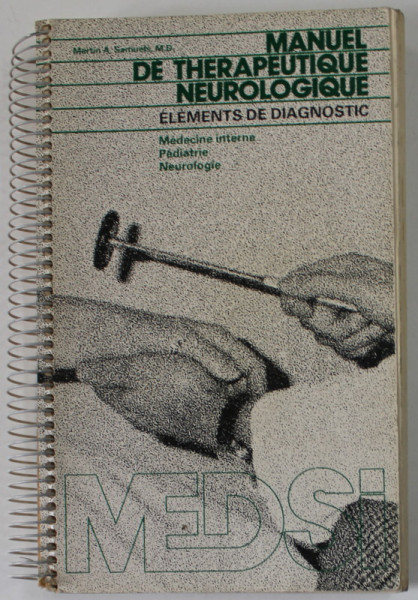 Martin A. Samuels, M.D.
MANUEL
DE THERAPEUTIQUE
NEUROLOGIQUE
ÉLÉMENTS DE DIAGNOSTIC
Médecine interne
Pédiatrie
Neurologie
MEDSi